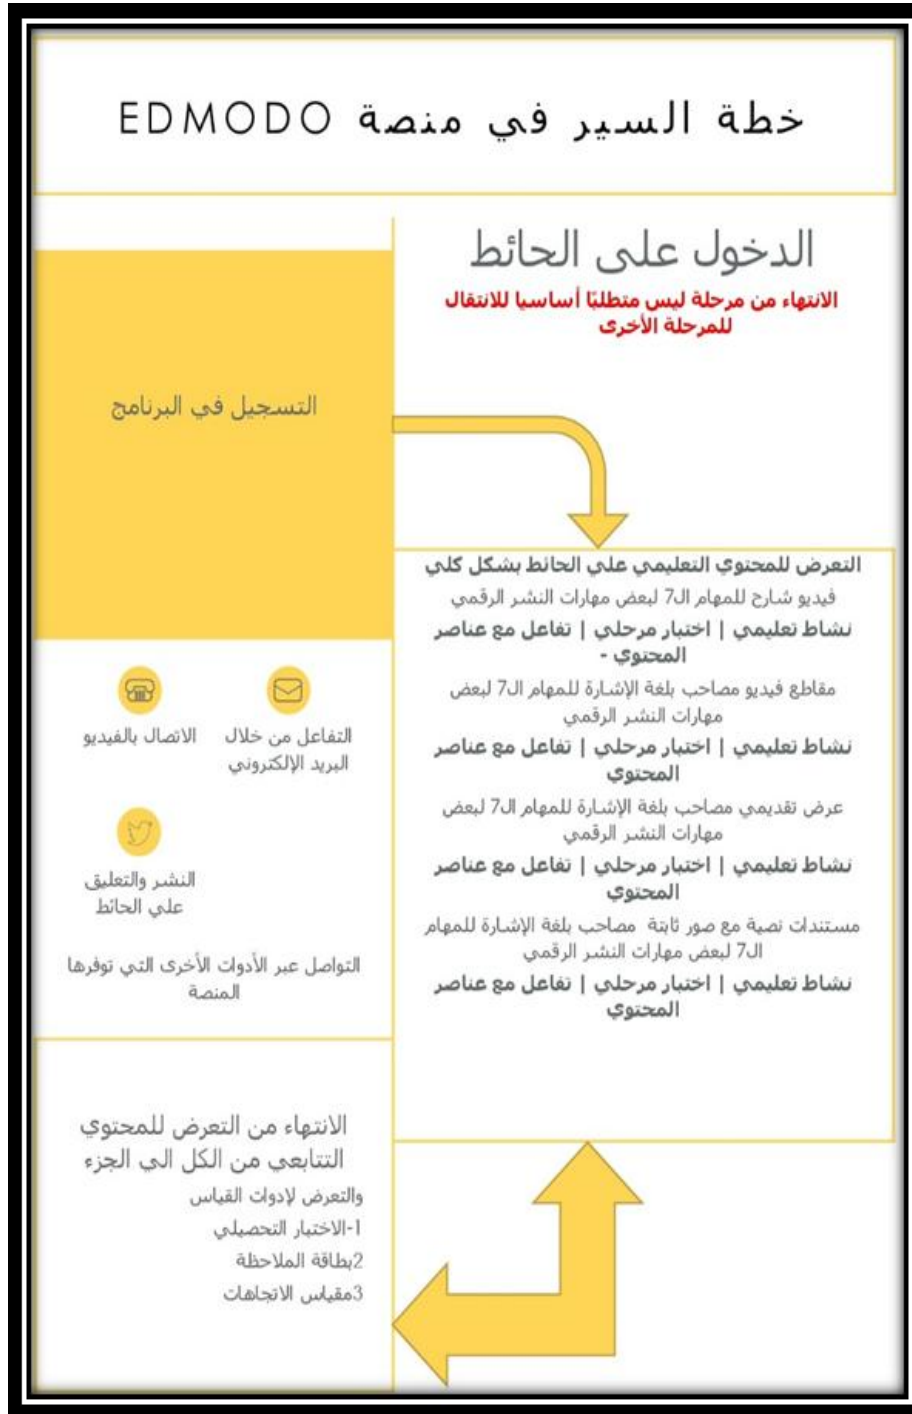 خطة السير في منصة EDMODO
الدخول على الحائط
الانتهاء من مرحلة ليس متطلبًا أساسيا للانتقال
للمرحلة الأخرى
التسجيل في البرنامج
التعرض للمحتوي التعليمي علي الحائط بشكل كلي
فيديو شارح للمهام ال7 لبعض مهارات النشر الرقمي
نشاط تعليمي | اختبار مرحلي | تفاعل مع عناصر
المحتوي -
مقاطع فيديو مصاحب بلغة الإشارة للمهام ال7 لبعض
مهارات النشر الرقمي
نشاط تعليمي | اختبار مرحلي | تفاعل مع عناصر
المحتوي
عرض تقديمي مصاحب بلغة الإشارة للمهام ال7 لبعض
مهارات النشر الرقمي
نشاط تعليمي | اختبار مرحلي | تفاعل مع عناصر
المحتوي
مستندات نصية مع صور ثابتة مصاحب بلغة الإشارة للمهام
ال7 لبعض مهارات النشر الرقمي
نشاط تعليمي | اختبار مرحلي | تفاعل مع عناصر
المحتوي
التفاعل من خلال
البريد الإلكتروني
الاتصال بالفيديو
النشر والتعليق
علي الحائط
التواصل عبر الأدوات الأخرى التي توفرها
المنصة
الانتهاء من التعرض للمحتوي
التتابعي من الكل الي الجزء
والتعرض لإدوات القياس
1-الاختبار التحصيلي
2بطاقة الملاحظة
3مقياس الاتجاهات